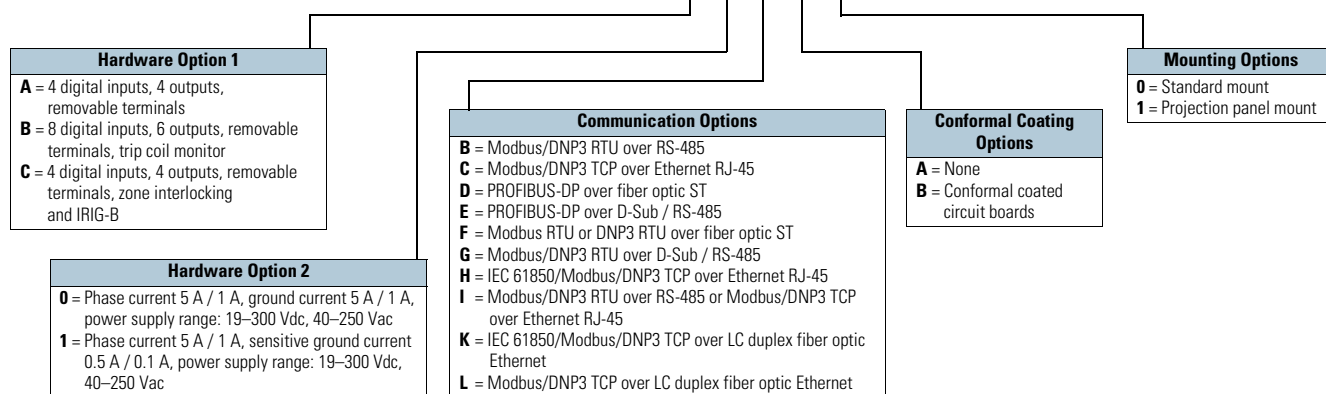 Hardware Option 1
A = 4 digital inputs, 4 outputs,
removable terminals
B = 8 digital inputs, 6 outputs, removable
terminals, trip coil monitor
C = 4 digital inputs, 4 outputs, removable
terminals, zone interlocking
and IRIG-B
Hardware Option 2
0 = Phase current 5 A / 1 A, ground current 5 A / 1 A,
power supply range: 19–300 Vdc, 40–250 Vac
1 = Phase current 5 A / 1 A, sensitive ground current
0.5 A / 0.1 A, power supply range: 19–300 Vdc,
40–250 Vac
Communication Options
B = Modbus/DNP3 RTU over RS-485
C = Modbus/DNP3 TCP over Ethernet RJ-45
D = PROFIBUS-DP over fiber optic ST
E = PROFIBUS-DP over D-Sub / RS-485
F = Modbus RTU or DNP3 RTU over fiber optic ST
G = Modbus/DNP3 RTU over D-Sub / RS-485
H = IEC 61850/Modbus/DNP3 TCP over Ethernet RJ-45
I = Modbus/DNP3 RTU over RS-485 or Modbus/DNP3 TCP
over Ethernet RJ-45
K = IEC 61850/Modbus/DNP3 TCP over LC duplex fiber optic
Ethernet
L = Modbus/DNP3 TCP over LC duplex fiber optic Ethernet
Conformal Coating
Options
A = None
B = Conformal coated
circuit boards
Mounting Options
0 = Standard mount
1 = Projection panel mount